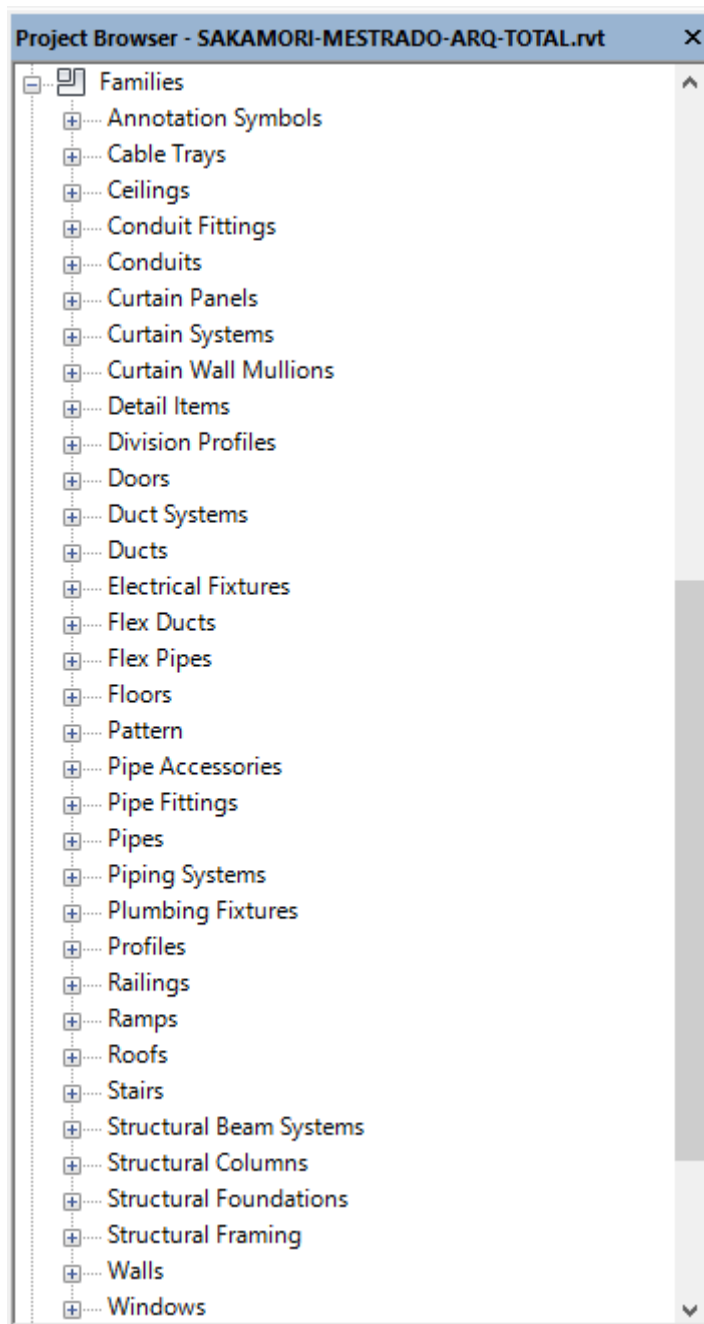 Project Browser - SAKAMORI-MESTRADO-ARQ-TOTAL.rvt
Families
Annotation Symbols
Cable Trays
Ceilings
Conduit Fittings
Conduits
Curtain Panels
Curtain Systems
Curtain Wall Mullions
Detail Items
Division Profiles
Doors
Duct Systems
Ducts
Electrical Fixtures
Flex Ducts
Flex Pipes
Floors
Pattern
Pipe Accessories
Pipe Fittings
Pipes
Piping Systems
Plumbing Fixtures
Profiles
Railings
Ramps
Roofs
Stairs
Structural Beam Systems
Structural Columns
Structural Foundations
Structural Framing
Walls
Windows